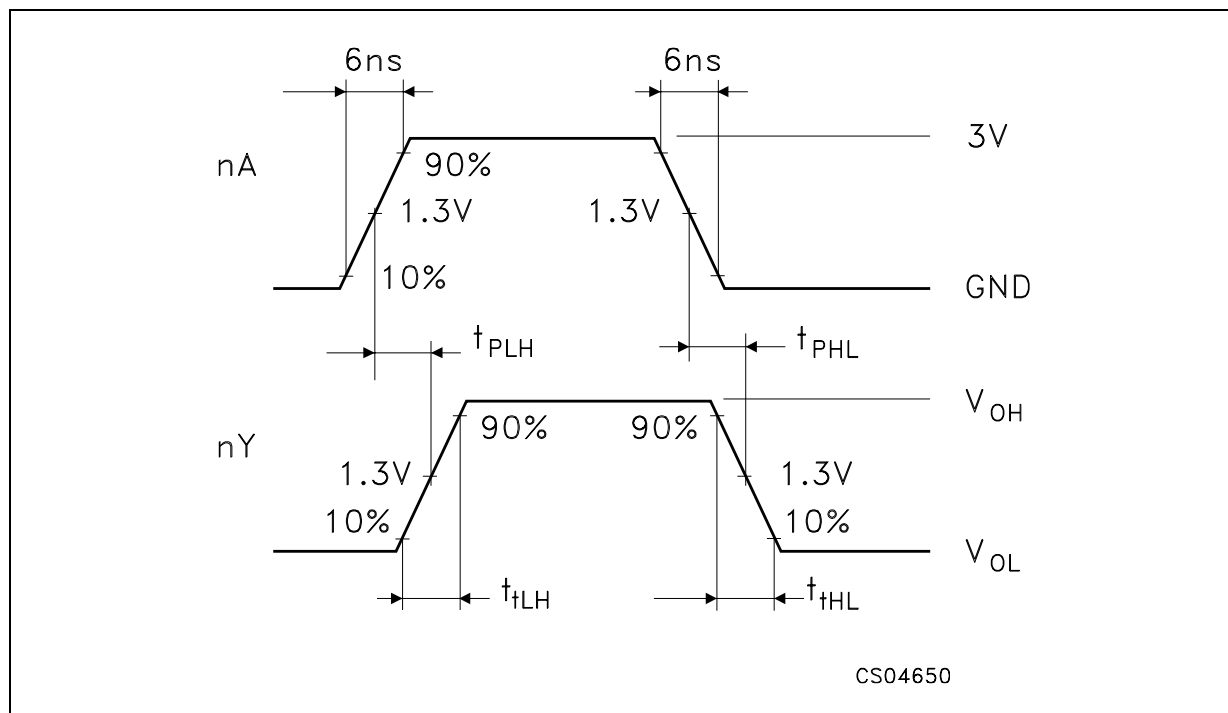 6ns 6ns
3V
nA
90%
1.3V 1.3V
10%
GND
tPLH tPHL
VOH
90% 90%
nY
1.3V 1.3V
10% 10%
VOL
ttLH ttHL
CS04650